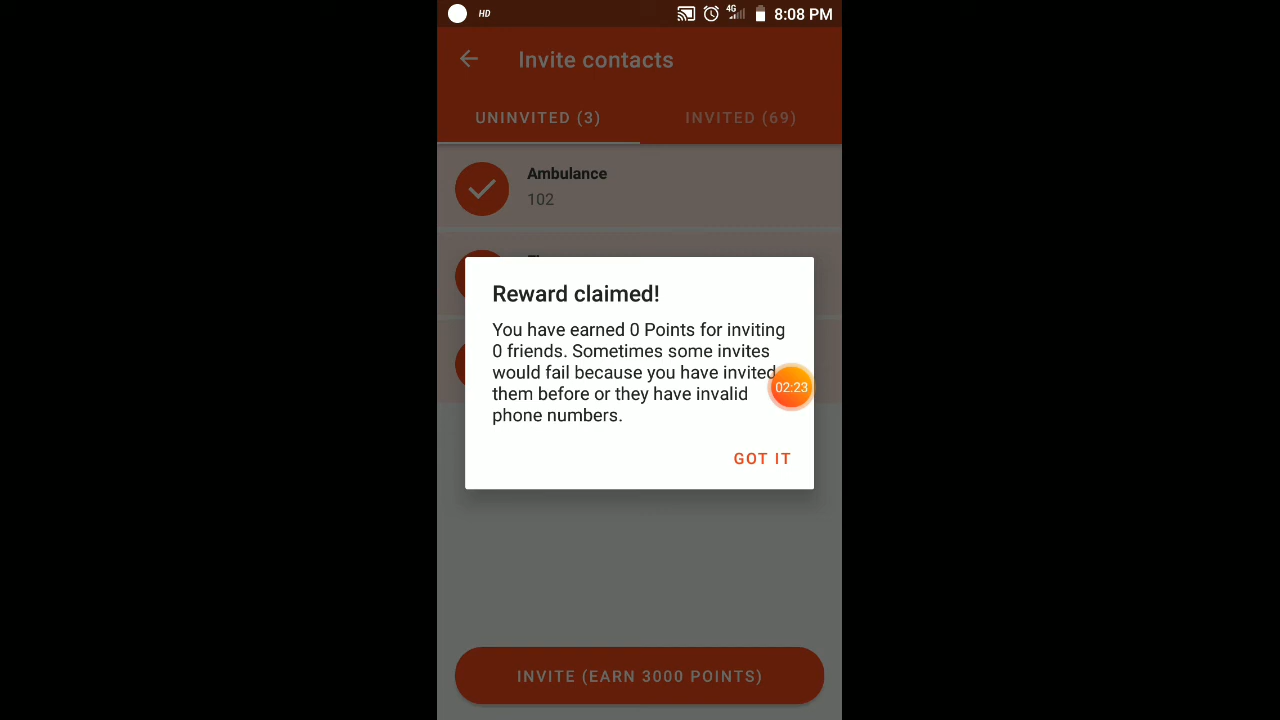 HD
4G
8:08 PM
Invite contacts
UNINVITED (3)
INVITED (69)
Ambulance
102
Reward claimed!
You have earned 0 Points for inviting
0 friends. Sometimes some invites
would fail because you have invited
them before or they have invalid
phone numbers.
02:23
GOT IT
INVITE (EARN 3000 POINTS)